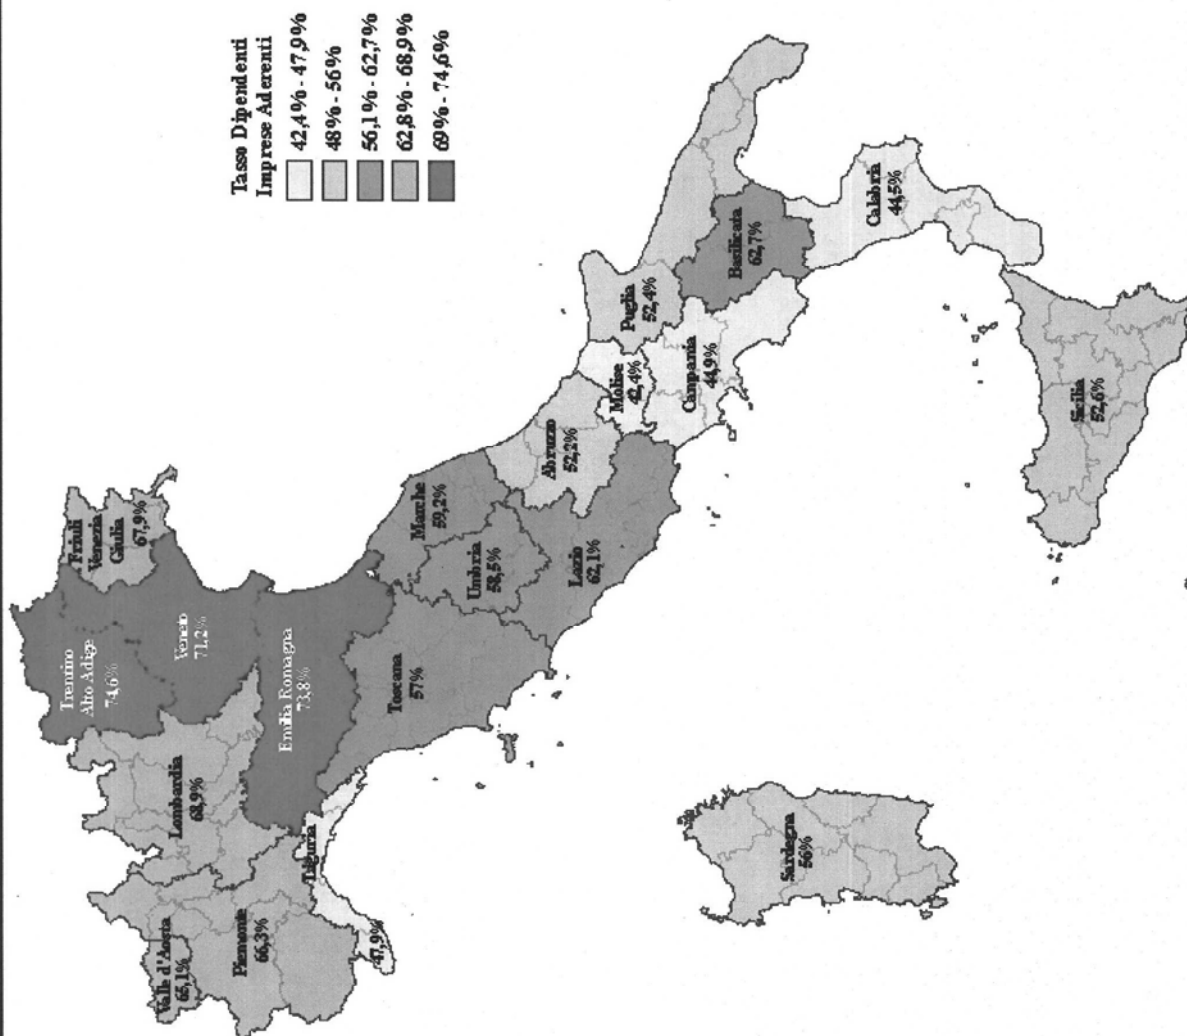 Tasso Dipendenti
Imprese Aderenti
42,4% - 47,9%
48% - 56%
56,1% - 62,7%
62,8% - 68,9%
69% - 74,6%
Trentino
Alto Adige
74,6%
Friuli
Venezia
Giulia
67,9%
Veneto
71,2%
Valle d'Aosta
65,1%
Lombardia
68,9%
Piemonte
66,3%
Emilia Romagna
73,8%
Liguria
47,9%
Toscana
57%
Marche
59,2%
Umbria
58,5%
Lazio
62,1%
Abruzzo
52,2%
Molise
42,4%
Campania
44,9%
Puglia
52,4%
Basilicata
62,7%
Calabria
44,5%
Sicilia
52,6%
Sardegna
56%